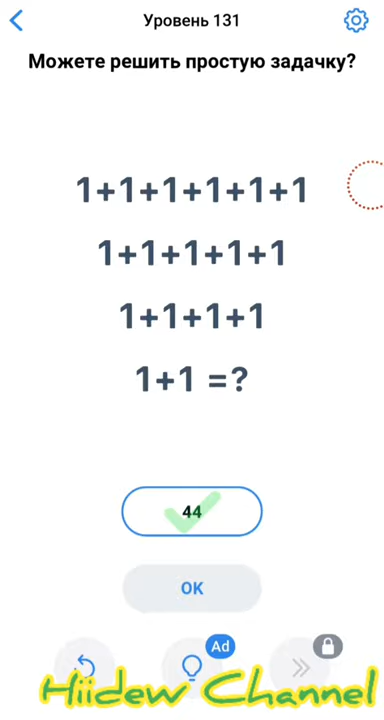 Уровень 131
Можете решить простую задачку?
1+1+1+1+1+1
1+1+1+1+1
1+1+1+1
1+1 =?
44
OK
Ad
Hiidew Channel